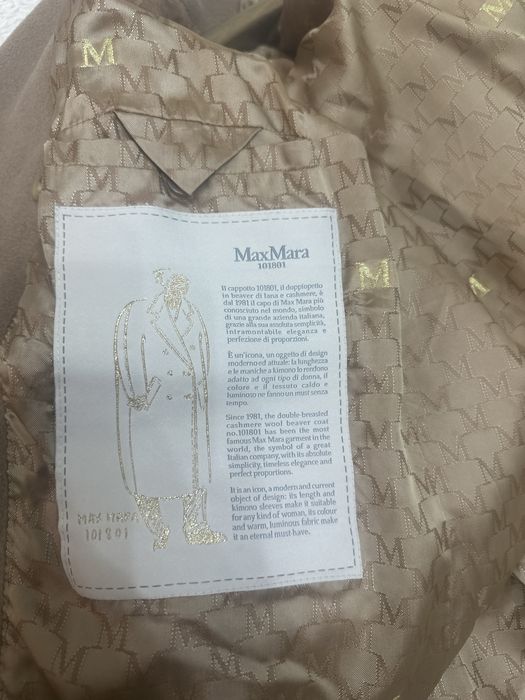 M
M
MaxMara
101801
Il cappotto 101801, il doppiopetto
in beaver di lana e cashmere, è
dal 1981 il capo di Max Mara più
conosciuto nel mondo, simbolo
di una grande azienda italiana,
grazie alla sua assoluta semplicità,
intramontabile eleganza e
perfezione di proporzioni.
È un'icona, un oggetto di design
moderno ed attuale: la lunghezza
e le maniche a kimono lo rendono
adatto ad ogni tipo di donna, il
colore e il tessuto caldo e
luminoso ne fanno un must senza
tempo.
Since 1981, the double-breasted
cashmere wool beaver coat
no.101801 has been the most
famous Max Mara garment in the
world, the symbol of a great
Italian company, with its absolute
simplicity, timeless elegance and
perfect proportions.
It is an icon, a modern and current
object of design: its length and
kimono sleeves make it suitable
for any kind of woman, its colour
and warm, luminous fabric make
it an eternal must-have.
MAX MARA
101801
M